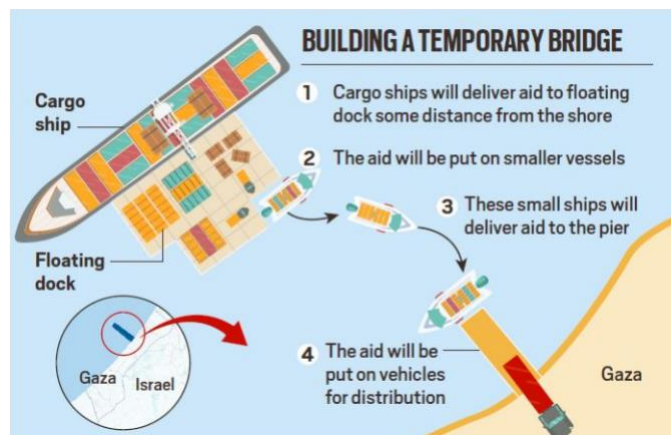 BUILDING A TEMPORARY BRIDGE
Cargo
ship
1 Cargo ships will deliver aid to floating
dock some distance from the shore
2 The aid will be put on smaller vessels
3 These small ships will
deliver aid to the pier
Floating
dock
4 The aid will be
put on vehicles
for distribution
Gaza
Israel
Gaza